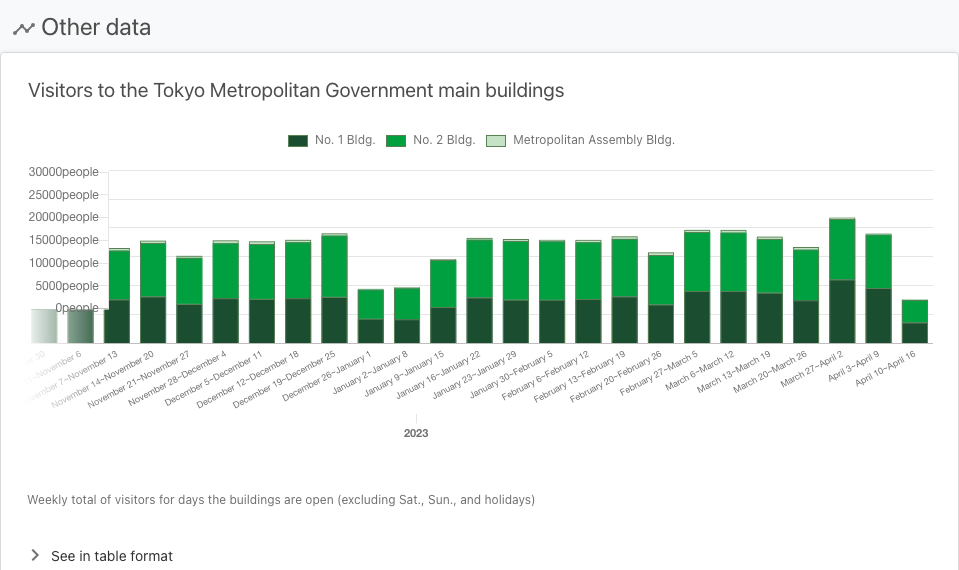 Other data
Visitors to the Tokyo Metropolitan Government main buildings
No. 1 Bldg. No. 2 Bldg. Metropolitan Assembly Bldg.
30000people
25000people
20000people
15000people
10000people
5000people
0people
30
~November 6
November 7~November 13
November 14~November 20
November 21~November 27
November 28~December 4
December 5~December 11
December 12~December 18
December 19~December 25
December 26~January 1
January 2~January 8
January 9~January 15
January 16~January 22
January 23~January 29
January 30~February 5
February 6~February 12
February 13~February 19
February 20~February 26
February 27~March 5
March 6~March 12
March 13~March 19
March 20~March 26
March 27~April 2
April 3~April 9
April 10~April 16
2023
Weekly total of visitors for days the buildings are open (excluding Sat., Sun., and holidays)
See in table format